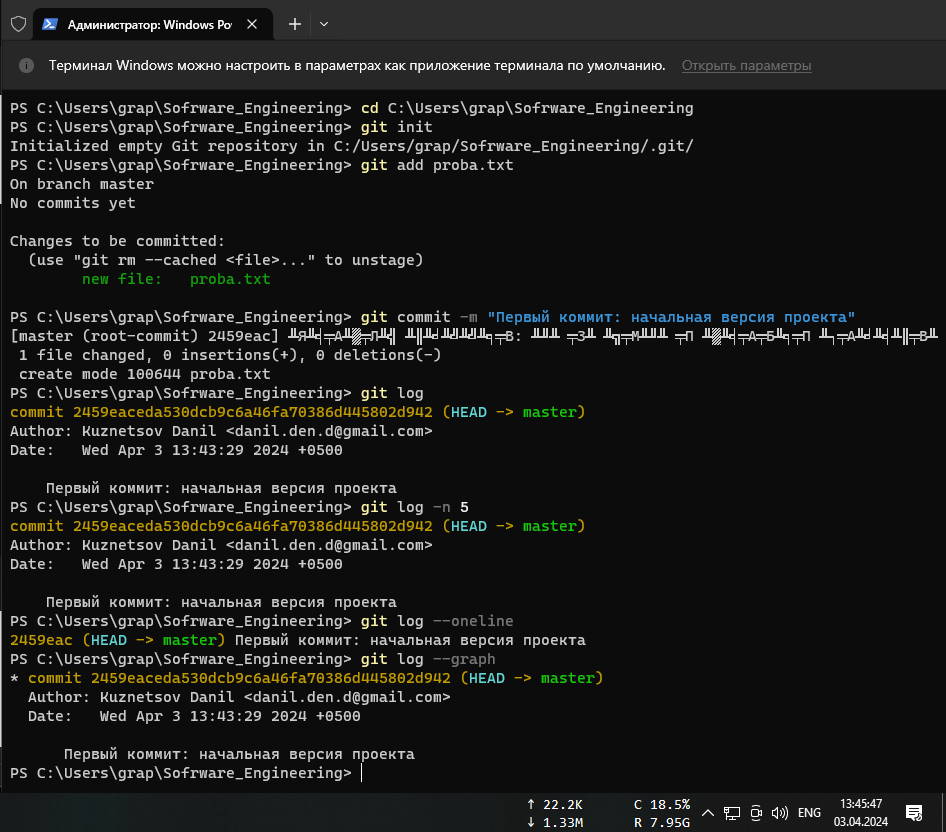 Администратор: Windows Po
Терминал Windows можно настроить в параметрах как приложение терминала по умолчанию. Открыть параметры
PS C:\Users\grap\Sofrware_Engineering> cd C:\Users\grap\Sofrware_Engineering
PS C:\Users\grap\Sofrware_Engineering> git init
Initialized empty Git repository in C:/Users/grap/Sofrware_Engineering/.git/
PS C:\Users\grap\Sofrware_Engineering> git add proba.txt
On branch master
No commits yet
Changes to be committed:
(use "git rm --cached <file>..." to unstage)
new file: proba.txt
PS C:\Users\grap\Sofrware_Engineering> git commit -m "Первый коммит: начальная версия проекта"
[master (root-commit) 2459eac]
1 file changed, 0 insertions(+), 0 deletions(-)
create mode 100644 proba.txt
PS C:\Users\grap\Sofrware_Engineering> git log
commit 2459eaceda530dcb9c6a46fa70386d445802d942 (HEAD -> master)
Author: Kuznetsov Danil <danil.den.d@gmail.com>
Date: Wed Apr 3 13:43:29 2024 +0500
Первый коммит: начальная версия проекта
PS C:\Users\grap\Sofrware_Engineering> git log -n 5
commit 2459eaceda530dcb9c6a46fa70386d445802d942 (HEAD -> master)
Author: Kuznetsov Danil <danil.den.d@gmail.com>
Date: Wed Apr 3 13:43:29 2024 +0500
Первый коммит: начальная версия проекта
PS C:\Users\grap\Sofrware_Engineering> git log --oneline
2459eac (HEAD -> master) Первый коммит: начальная версия проекта
PS C:\Users\grap\Sofrware_Engineering> git log --graph
* commit 2459eaceda530dcb9c6a46fa70386d445802d942 (HEAD -> master)
Author: Kuznetsov Danil <danil.den.d@gmail.com>
Date: Wed Apr 3 13:43:29 2024 +0500
Первый коммит: начальная версия проекта
PS C:\Users\grap\Sofrware_Engineering>
↑ 22.2K C 18.5% 13:45:47
↓ 1.33M R 7.95G ENG 03.04.2024